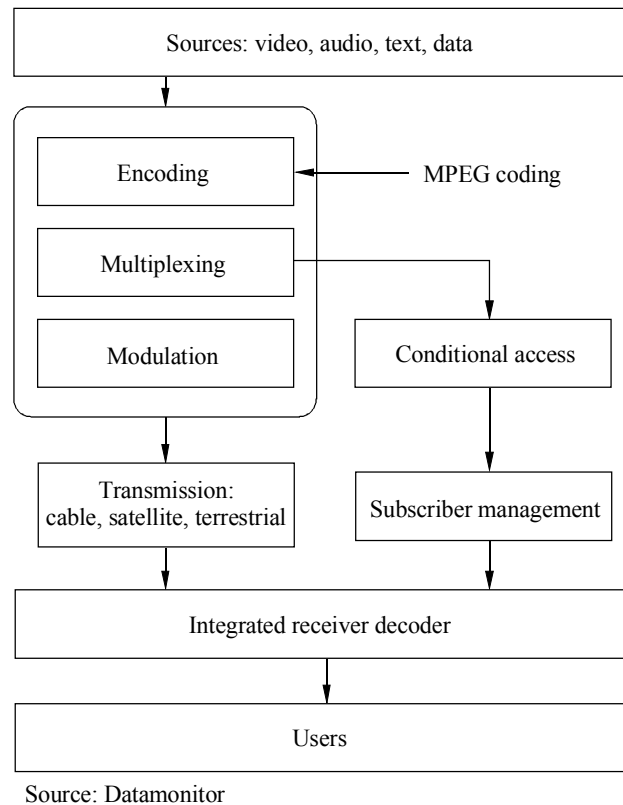 Sources: video, audio, text, data
Encoding
MPEG coding
Multiplexing
Modulation
Conditional access
Transmission:
cable, satellite, terrestrial
Subscriber management
Integrated receiver decoder
Users
Source: Datamonitor